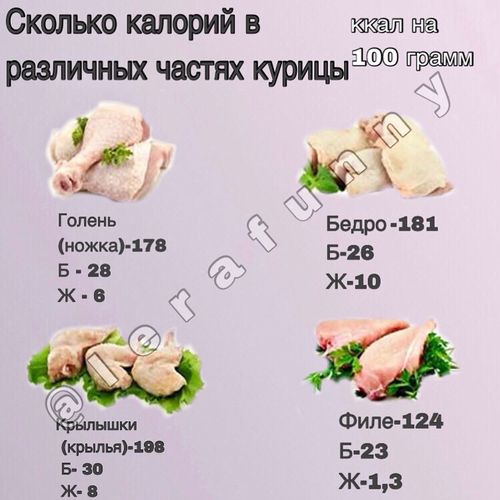 Сколько калорий в
различных частях курицы
ккал на
100 грамм
Голень
(ножка)-178
Б - 28
Ж - 6
Бедро-181
Б-26
Ж-10
Крылышки
(крылья)-198
Б- 30
Ж- 8
Филе-124
Б-23
Ж-1,3
@lerafunny